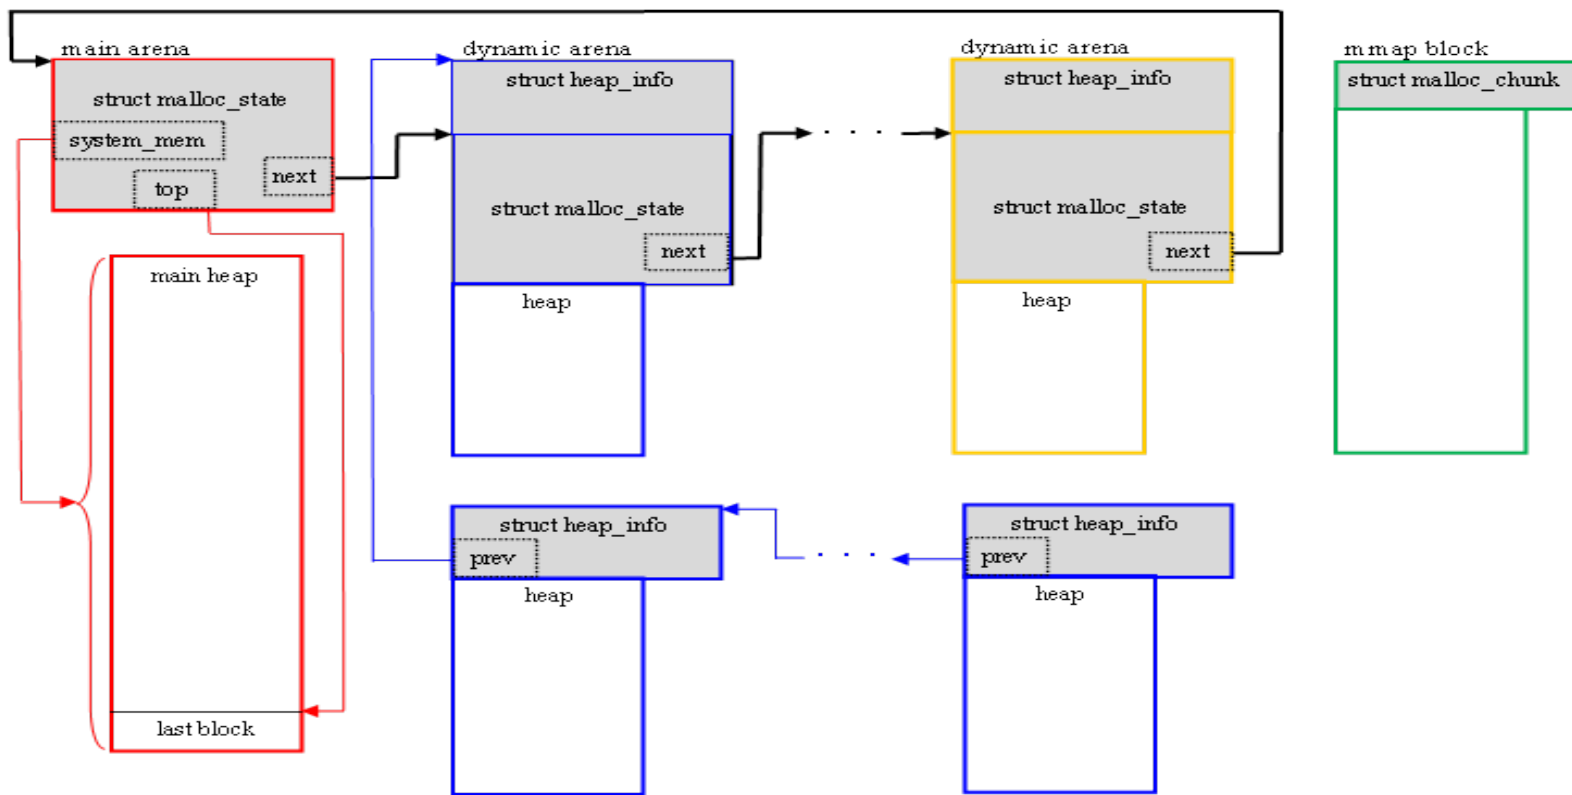 main arena
struct malloc_state
system_mem
next
top
main heap
last block
dynamic arena
struct heap_info
struct malloc_state
next
heap
dynamic arena
struct heap_info
struct malloc_state
next
heap
mmap block
struct malloc_chunk
struct heap_info
prev
heap
struct heap_info
prev
heap